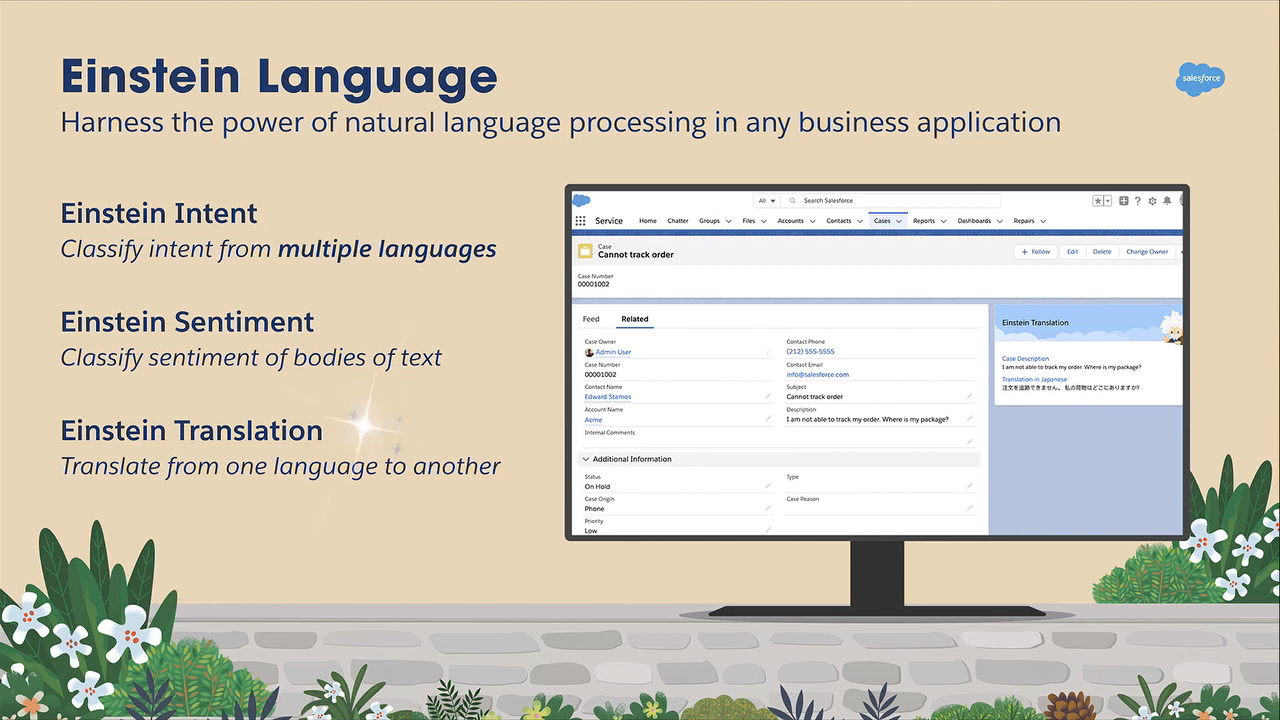 Einstein Language
salesforce
Harness the power of natural language processing in any business application
Einstein Intent
Classify intent from multiple languages
Einstein Sentiment
Classify sentiment of bodies of text
Einstein Translation
Translate from one language to another
All
Search Salesforce
Service
Home
Chatter
Groups
Files
Accounts
Contacts
Cases
Reports
Dashboards
Repairs
Case
Cannot track order
+ Follow
Edit
Delete
Change Owner
Case Number
00001002
Feed
Related
Case Owner
Admin User
Case Number
00001002
Contact Name
Edward Stamos
Account Name
Acme
Internal Comments
Contact Phone
(212) 555-5555
Contact Email
info@salesforce.com
Subject
Cannot track order
Description
I am not able to track my order. Where is my package?
Additional Information
Status
On Hold
Case Origin
Phone
Priority
Low
Type
Case Reason
Einstein Translation
Case Description
I am not able to track my order. Where is my package?
Translation in Japanese
注文を追跡できません。 私の荷物はどこにありますか?